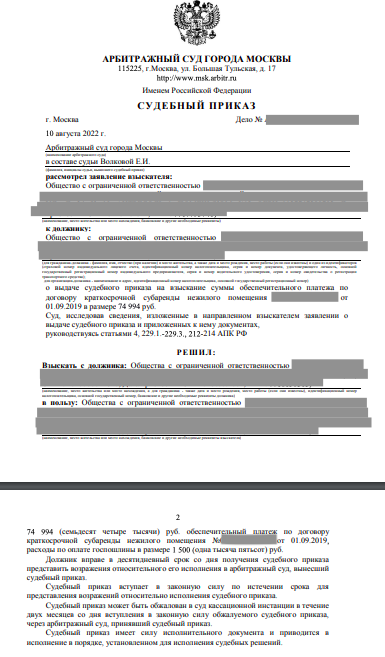 АРБИТРАЖНЫЙ СУД ГОРОДА МОСКВЫ
115225, г.Москва, ул. Большая Тульская, д. 17
http://www.msk.arbitr.ru
Именем Российской Федерации
СУДЕБНЫЙ ПРИКАЗ
г. Москва Дело №
10 августа 2022 г.
Арбитражный суд города Москвы
(наименование арбитражного суда)
в составе судьи Волковой Е.И.
(фамилия, инициалы судьи, вынесшего судебный приказ)
рассмотрел заявление взыскателя:
Общество с ограниченной ответственностью
к должнику:
Общество с ограниченной ответственностью
о выдаче судебного приказа на взыскание суммы обеспечительного платежа по
договору краткосрочной субаренды нежилого помещения от
01.09.2019 в размере 74 994 руб.
Суд, исследовав сведения, изложенные в направленном взыскателем заявлении о
выдаче судебного приказа и приложенных к нему документах,
руководствуясь статьями 4, 229.1.-229.3., 212-214 АПК РФ
РЕШИЛ:
Взыскать с должника: Общества с ограниченной ответственностью
в пользу: Общества с ограниченной ответственностью
2
74 994 (семьдесят четыре тысячи) руб. обеспечительный платеж по договору
краткосрочной субаренды нежилого помещения № от 01.09.2019,
расходы по оплате госпошлины в размере 1 500 (одна тысяча пятьсот) руб.
Должник вправе в десятидневный срок со дня получения судебного приказа
представить возражения относительно его исполнения в арбитражный суд, вынесший
судебный приказ.
Судебный приказ вступает в законную силу по истечении срока для
представления возражений относительно исполнения судебного приказа.
Судебный приказ может быть обжалован в суд кассационной инстанции в течение
двух месяцев со дня вступления в законную силу обжалуемого судебного приказа,
через арбитражный суд, принявший судебный приказ.
Судебный приказ имеет силу исполнительного документа и приводится в
исполнение в порядке, установленном для исполнения судебных решений.